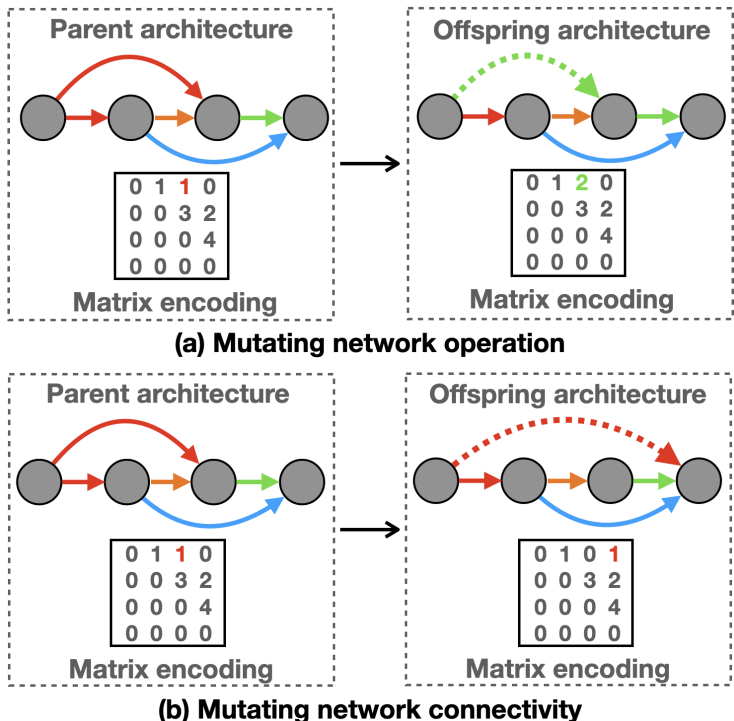 Parent architecture
Offspring architecture
0 1 1 0
0 0 3 2
0 0 0 4
0 0 0 0
Matrix encoding
0 1 2 0
0 0 3 2
0 0 0 4
0 0 0 0
Matrix encoding
(a) Mutating network operation
Parent architecture
Offspring architecture
0 1 1 0
0 0 3 2
0 0 0 4
0 0 0 0
Matrix encoding
0 1 0 1
0 0 3 2
0 0 0 4
0 0 0 0
Matrix encoding
(b) Mutating network connectivity